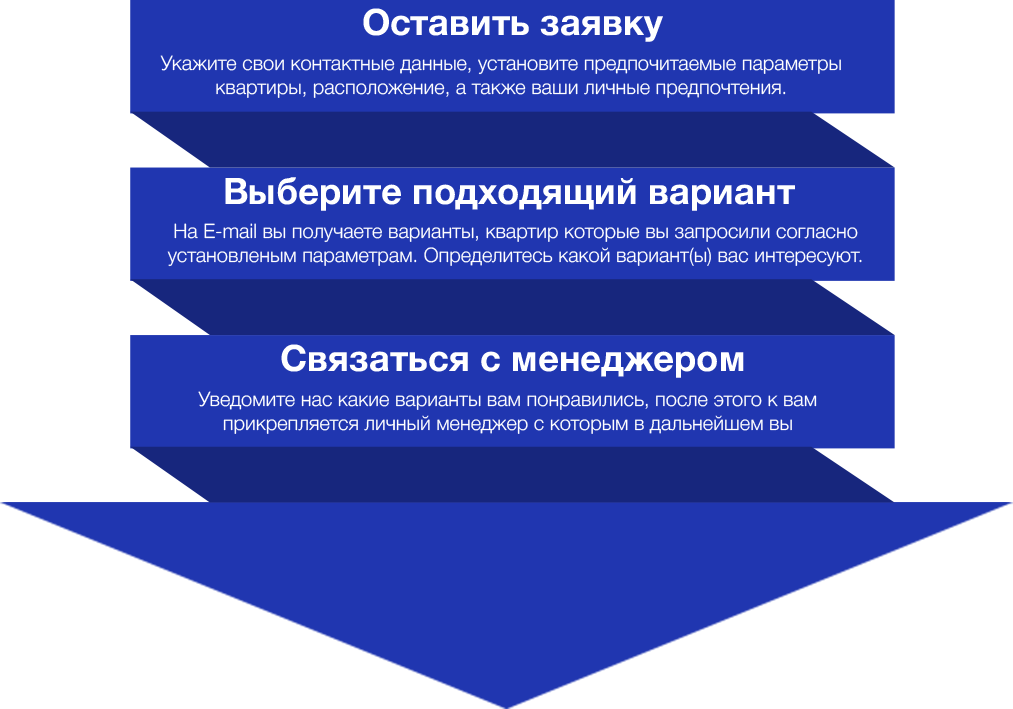 Оставить заявку
Укажите свои контактные данные, установите предпочитаемые параметры
квартиры, расположение, а также ваши личные предпочтения.
Выберите подходящий вариант
На E-mail вы получаете варианты, квартир которые вы запросили согласно
установленым параметрам. Определитесь какой вариант(ы) вас интересуют.
Связаться с менеджером
Уведомите нас какие варианты вам понравились, после этого к вам
прикрепляется личный менеджер с которым в дальнейшем вы